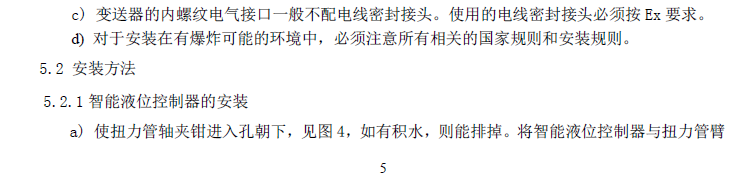 c) 变送器的内螺纹电气接口一般不配电线密封接头。使用的电线密封接头必须按 Ex 要求。
d) 对于安装在有爆炸可能的环境中，必须注意所有相关的国家规则和安装规则。
5.2 安装方法
5.2.1智能液位控制器的安装
a) 使扭力管轴夹钳进入孔朝下，见图 4，如有积水，则能排掉。将智能液位控制器与扭力管臂
5